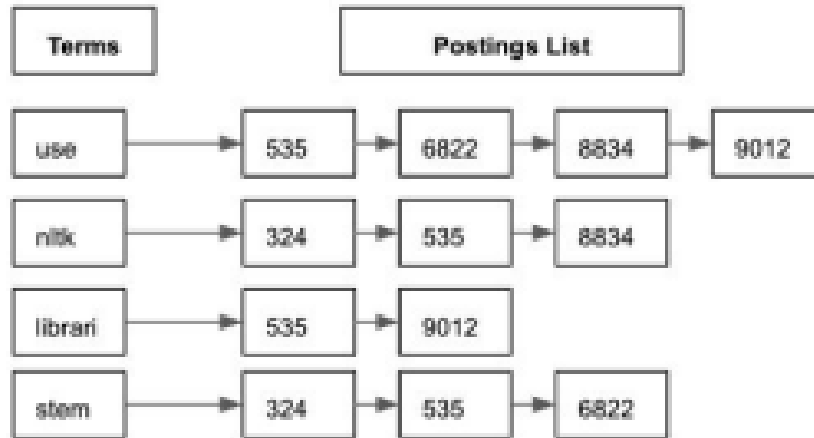 Terms Postings List
use 535 6822 8834 9012
nltk 324 535 8834
librari 535 9012
stem 324 535 6822